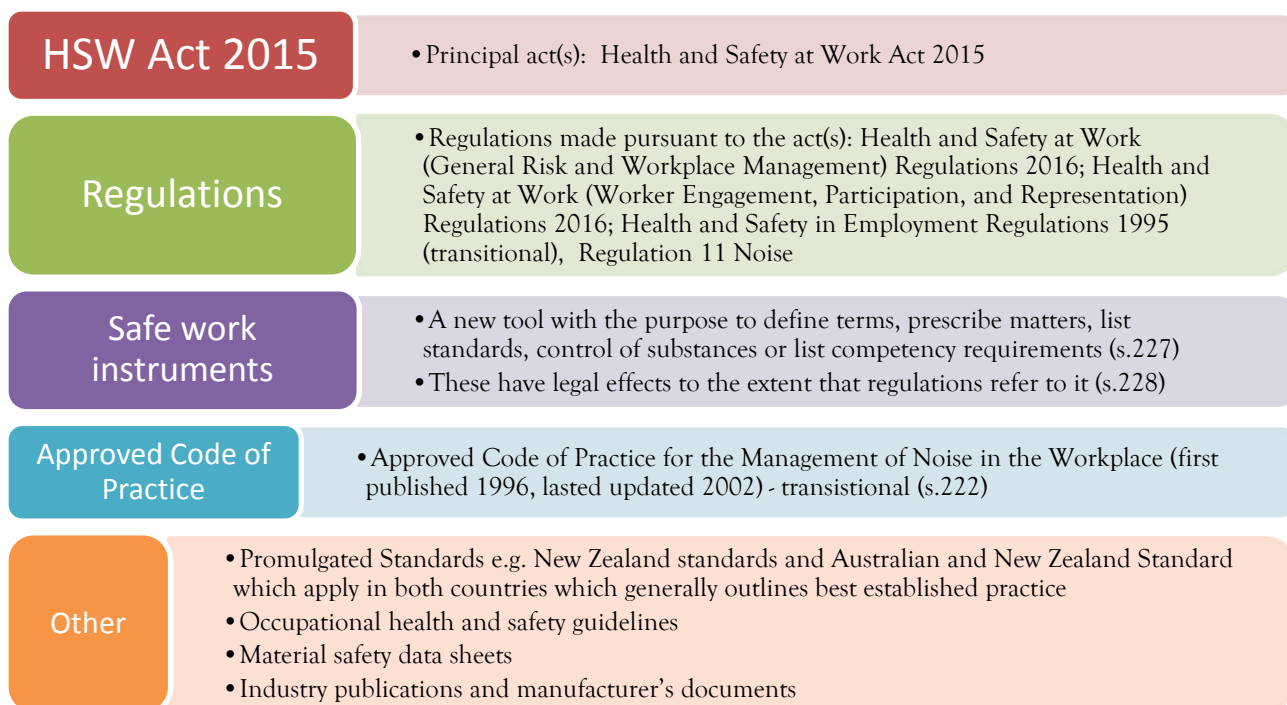 HSW Act 2015
• Principal act(s):  Health and Safety at Work Act 2015
Regulations
• Regulations made pursuant to the act(s): Health and Safety at Work
(General Risk and Workplace Management) Regulations 2016; Health and
Safety at Work (Worker Engagement, Participation, and Representation)
Regulations 2016; Health and Safety in Employment Regulations 1995
(transitional),  Regulation 11 Noise
Safe work
instruments
• A new tool with the purpose to define terms, prescribe matters, list
standards, control of substances or list competency requirements (s.227)
• These have legal effects to the extent that regulations refer to it (s.228)
Approved Code of
Practice
• Approved Code of Practice for the Management of Noise in the Workplace (first
published 1996, lasted updated 2002) - transistional (s.222)
Other
• Promulgated Standards e.g. New Zealand standards and Australian and New Zealand Standard
which apply in both countries which generally outlines best established practice
• Occupational health and safety guidelines
• Material safety data sheets
• Industry publications and manufacturer's documents